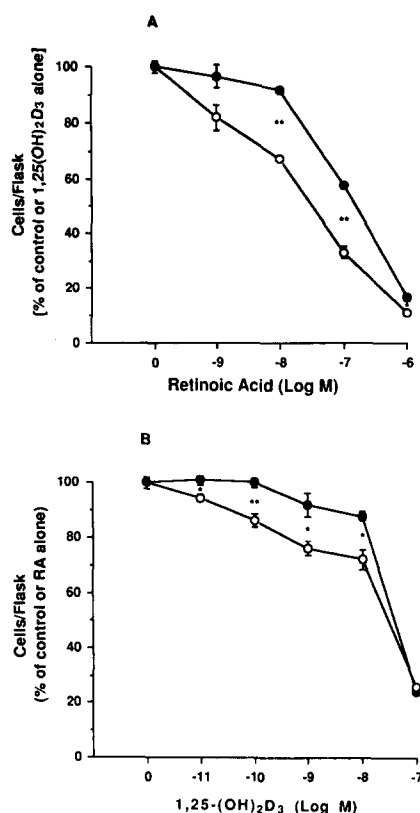 A
Cells/Flask
[% of control or 1,25(OH)2D3 alone]
100
80
60
40
20
0
**
**
*
0 -9 -8 -7 -6
Retinoic Acid (Log M)
B
Cells/Flask
(% of control or RA alone)
100
80
60
40
20
0
*
**
*
*
0 -11 -10 -9 -8 -7
1,25-(OH)2D3 (Log M)